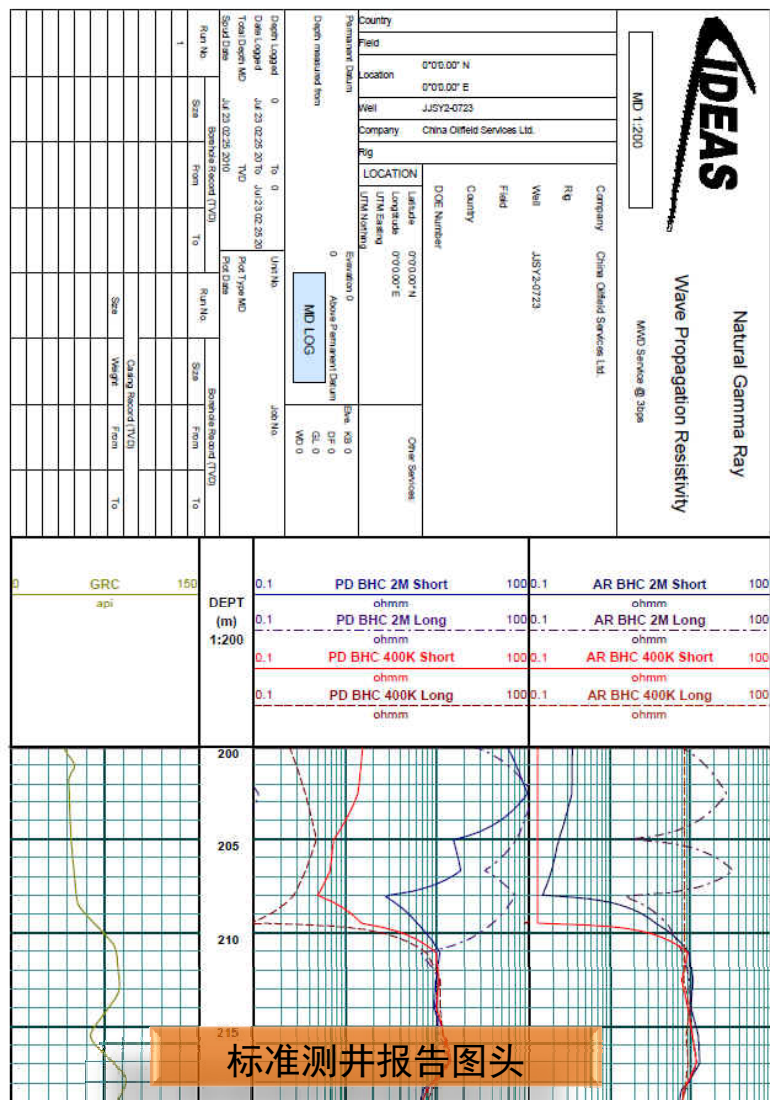 IDEAS
Natural Gamma Ray
Wave Propagation Resistivity
MD 1:200
MWD Service @ 3bps
Company China Oilfield Services Ltd.
Rig
Well JJSY2-0723
Field
Country
DOE Number
Other Services
Country
Field
Location 0°0'0.00" N
0°0'0.00" E
Well JJSY2-0723
Company China Oilfield Services Ltd.
Rig
LOCATION
Latitude 0°0'0.00" N
Longitude 0°0'0.00" E
UTM Easting
UTM Northing
Permanent Datum
Elevation 0
Elev. KB 0
Depth measured from
0 Above Permanent Datum
DF 0
GL 0
WD 0
MD LOG
Depth Logged 0 To 0
Unit No.
Job No.
Date Logged Jul 23 02:25 20 To Jul 23 02:25 20
Total Depth MD TVD
Plot Type MD
Spud Date Jul 23 02:25 2010
Plot Date
Borehole Record (TVD)
Borehole Record (TVD)
Run No. Size From To
Run No. Size From To
1
Casing Record (TVD)
Size Weight From To
0 GRC 150
api
DEPT
(m)
1:200
0.1 PD BHC 2M Short 100
ohmm
0.1 PD BHC 2M Long 100
ohmm
0.1 PD BHC 400K Short 100
ohmm
0.1 PD BHC 400K Long 100
ohmm
0.1 AR BHC 2M Short 100
ohmm
0.1 AR BHC 2M Long 100
ohmm
0.1 AR BHC 400K Short 100
ohmm
0.1 AR BHC 400K Long 100
ohmm
200
205
210
215
标准测井报告图头